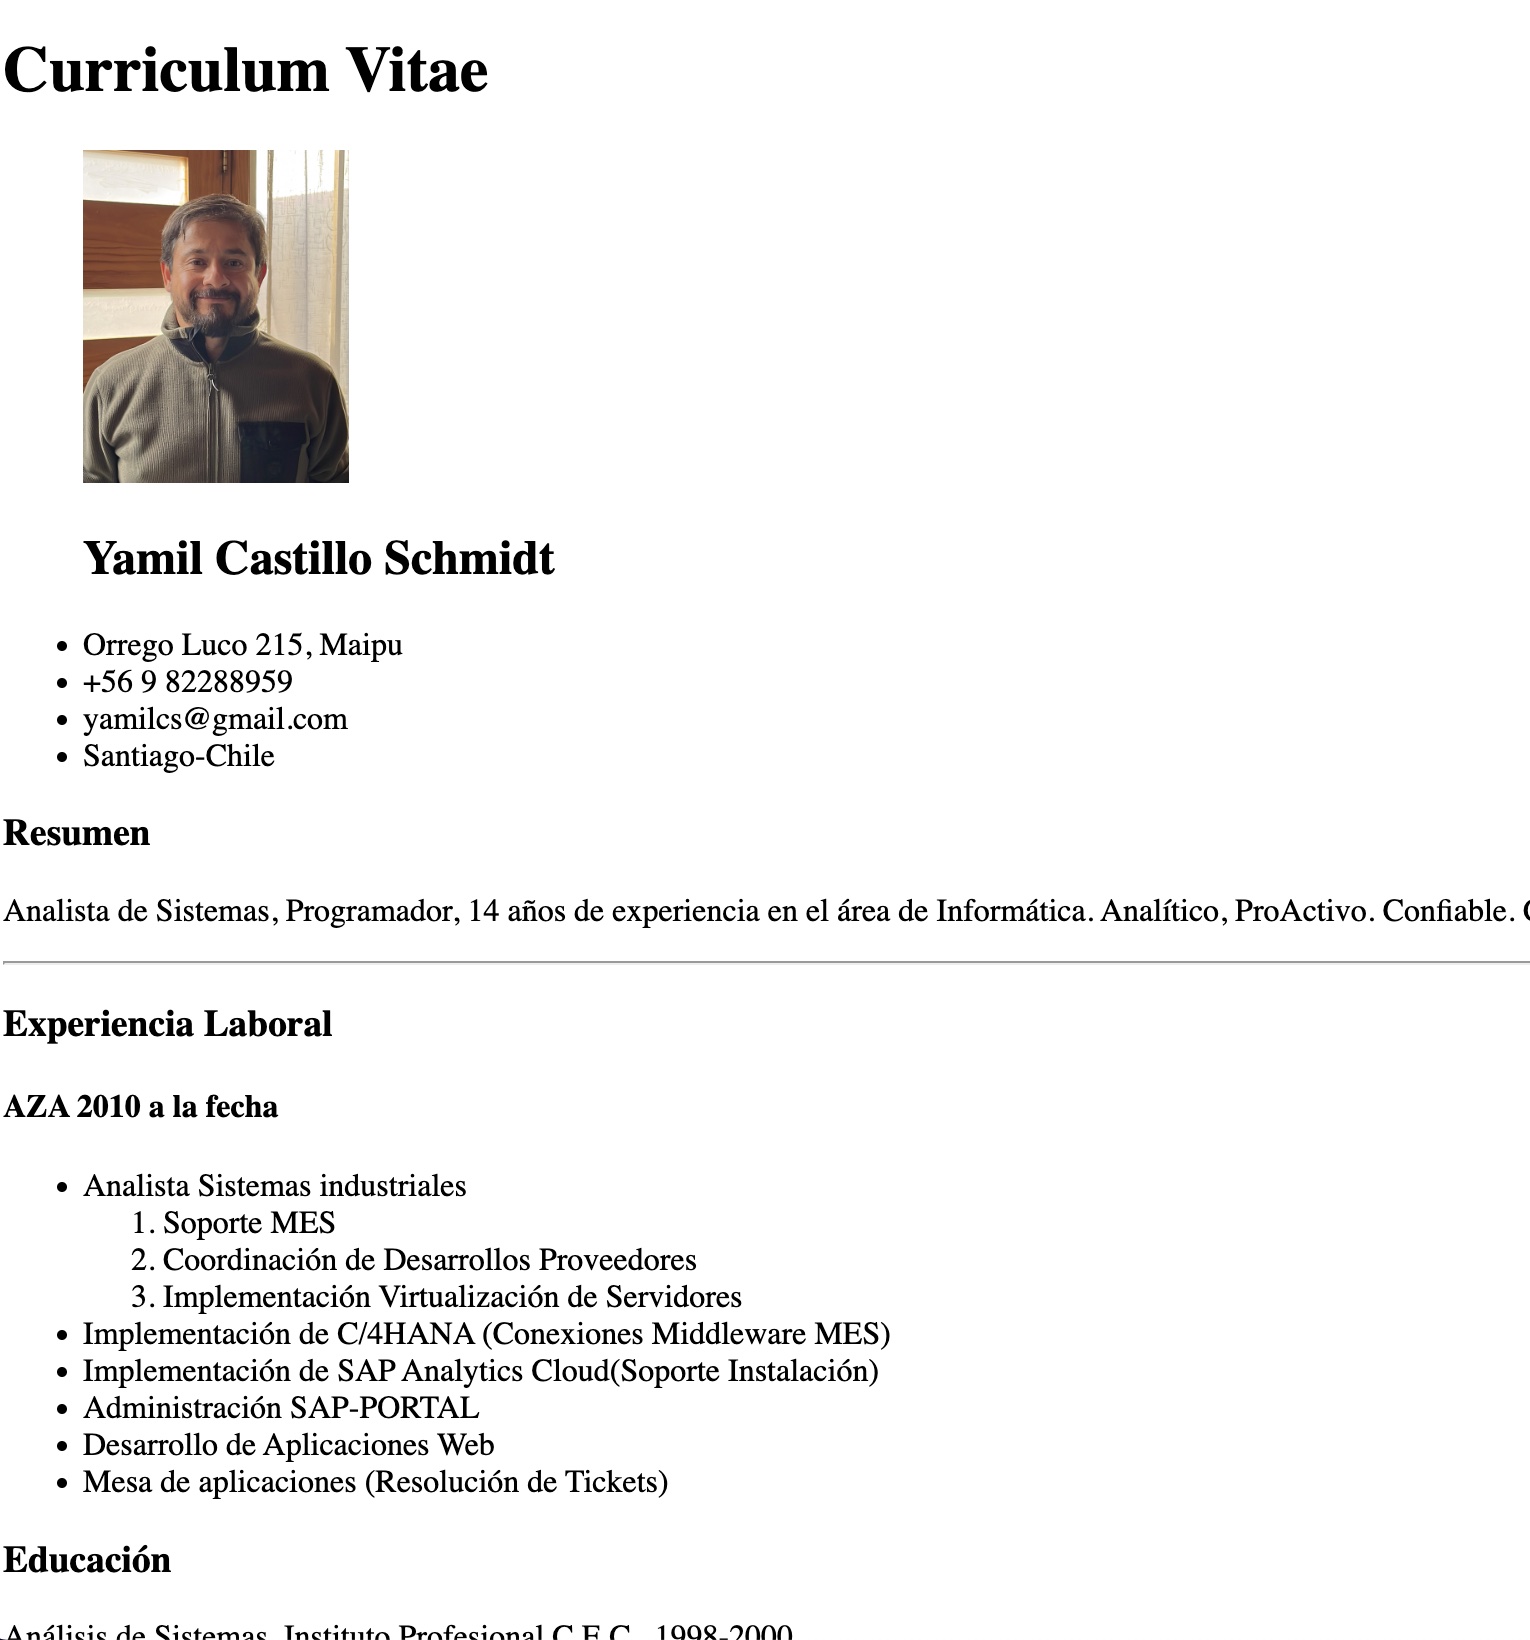 Curriculum Vitae
Yamil Castillo Schmidt
• Orrego Luco 215, Maipu
• +56 9 82288959
• yamilcs@gmail.com
• Santiago-Chile
Resumen
Analista de Sistemas, Programador, 14 años de experiencia en el área de Informática. Analítico, ProActivo. Confiable.
Experiencia Laboral
AZA 2010 a la fecha
• Analista Sistemas industriales
1. Soporte MES
2. Coordinación de Desarrollos Proveedores
3. Implementación Virtualización de Servidores
• Implementación de C/4HANA (Conexiones Middleware MES)
• Implementación de SAP Analytics Cloud(Soporte Instalación)
• Administración SAP-PORTAL
• Desarrollo de Aplicaciones Web
• Mesa de aplicaciones (Resolución de Tickets)
Educación
Análisis de Sistemas, Instituto Profesional C.E.C., 1998-2000